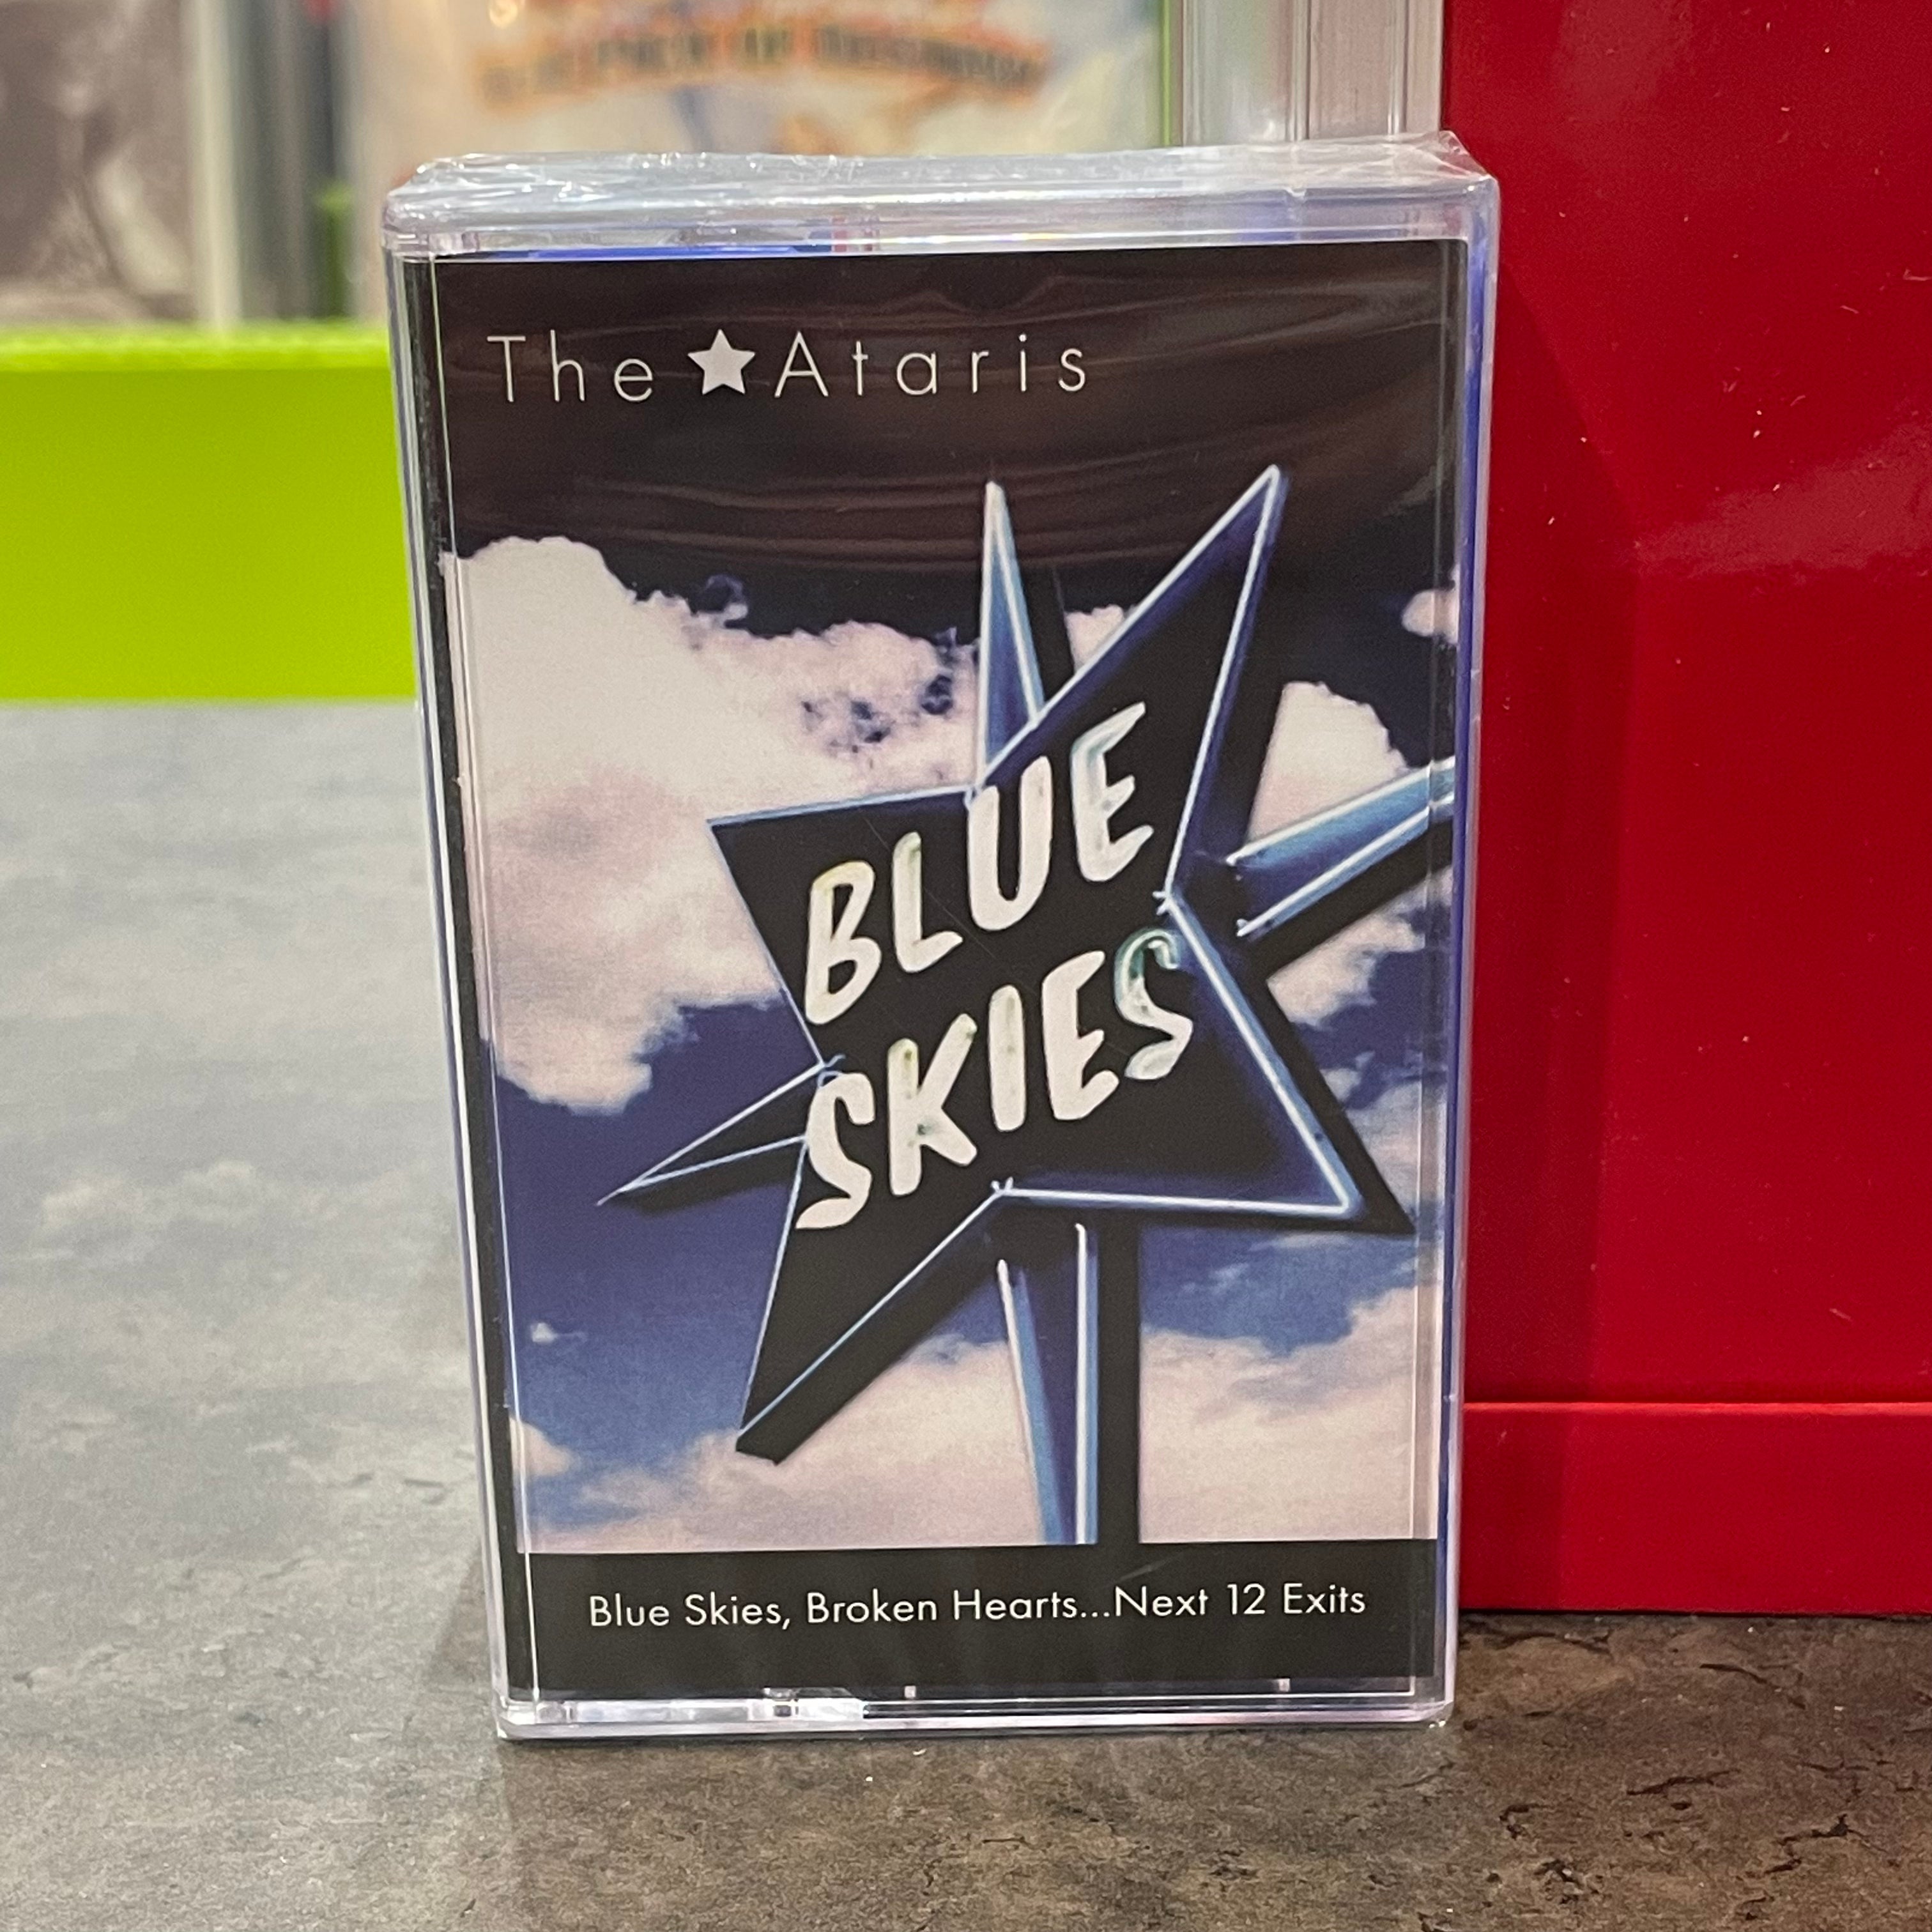 The ★ Ataris
BLUE
SKIES
Blue Skies, Broken Hearts...Next 12 Exits